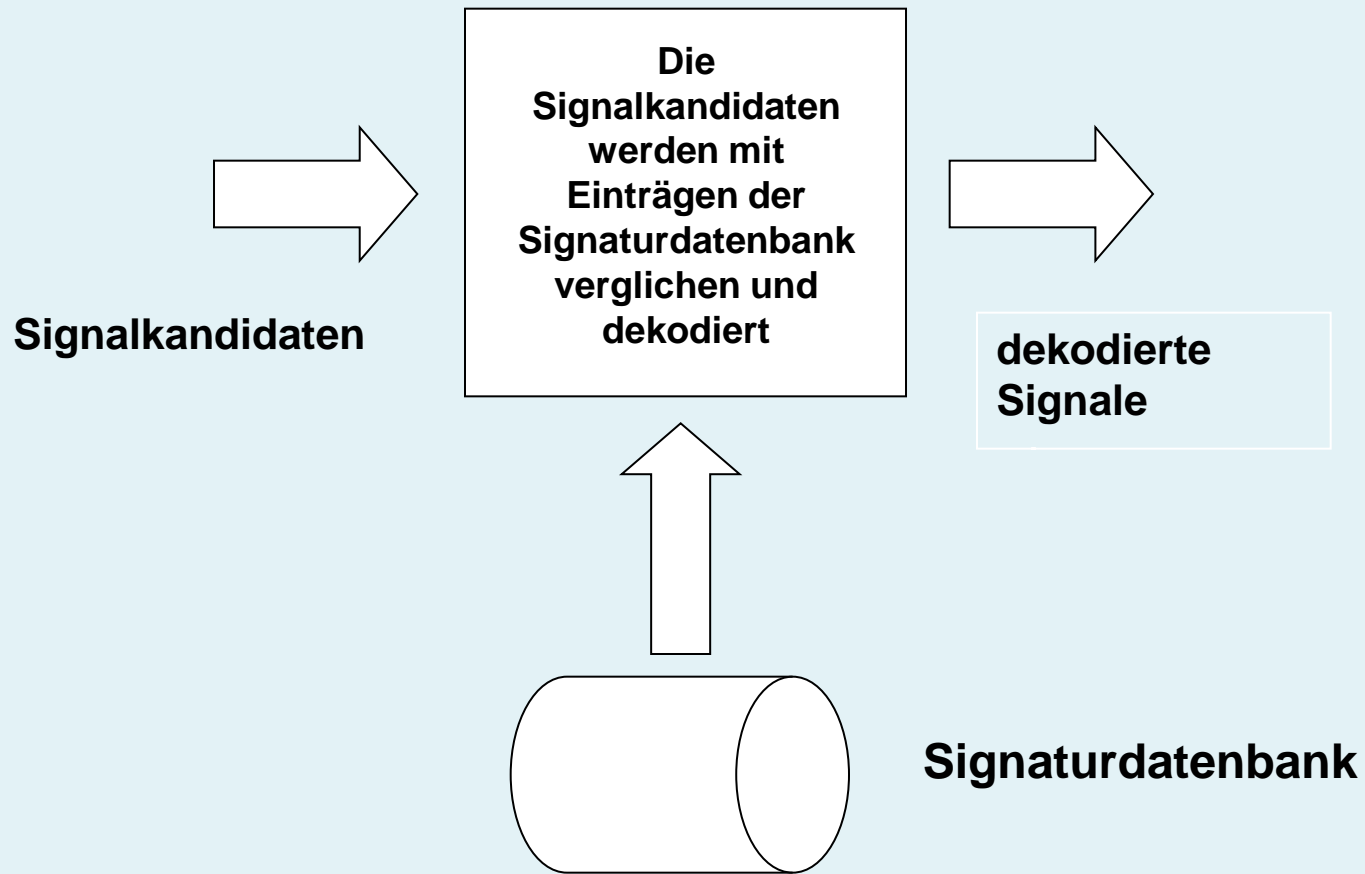 Die
Signalkandidaten
werden mit
Einträgen der
Signaturdatenbank
verglichen und
dekodiert
Signalkandidaten
dekodierte
Signale
Signaturdatenbank